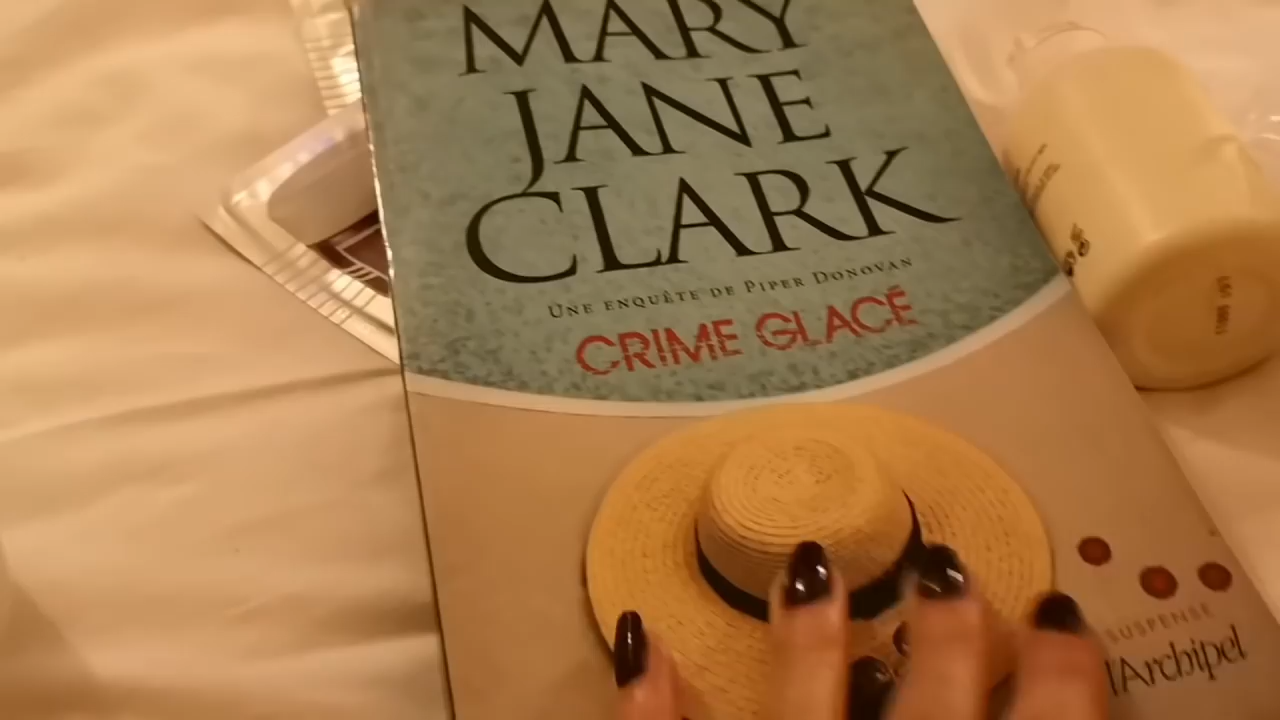 MARY
JANE
CLARK
UNE ENQUÊTE DE PIPER DONOVAN
CRIME GLACÉ
SUSPENSE
l'Archipel